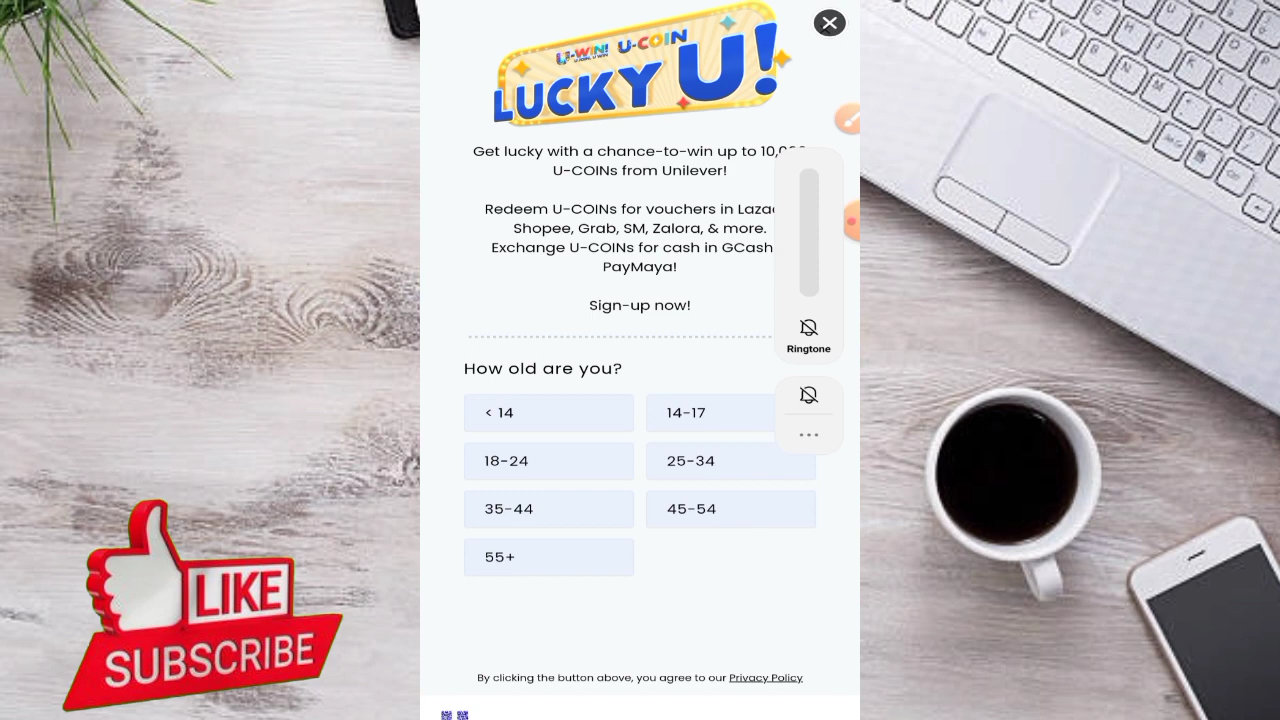 U-WIN! U-COIN
LUCKY U!
Get lucky with a chance-to-win up to
U-COINs from Unilever!
Redeem U-COINs for vouchers in
Shopee, Grab, SM, Zalora, & more.
Exchange U-COINs for cash in GCash
PayMaya!
Sign-up now!
Ringtone
How old are you?
< 14
14-17
18-24
25-34
35-44
45-54
55+
By clicking the button above, you agree to our Privacy Policy
LIKE
SUBSCRIBE